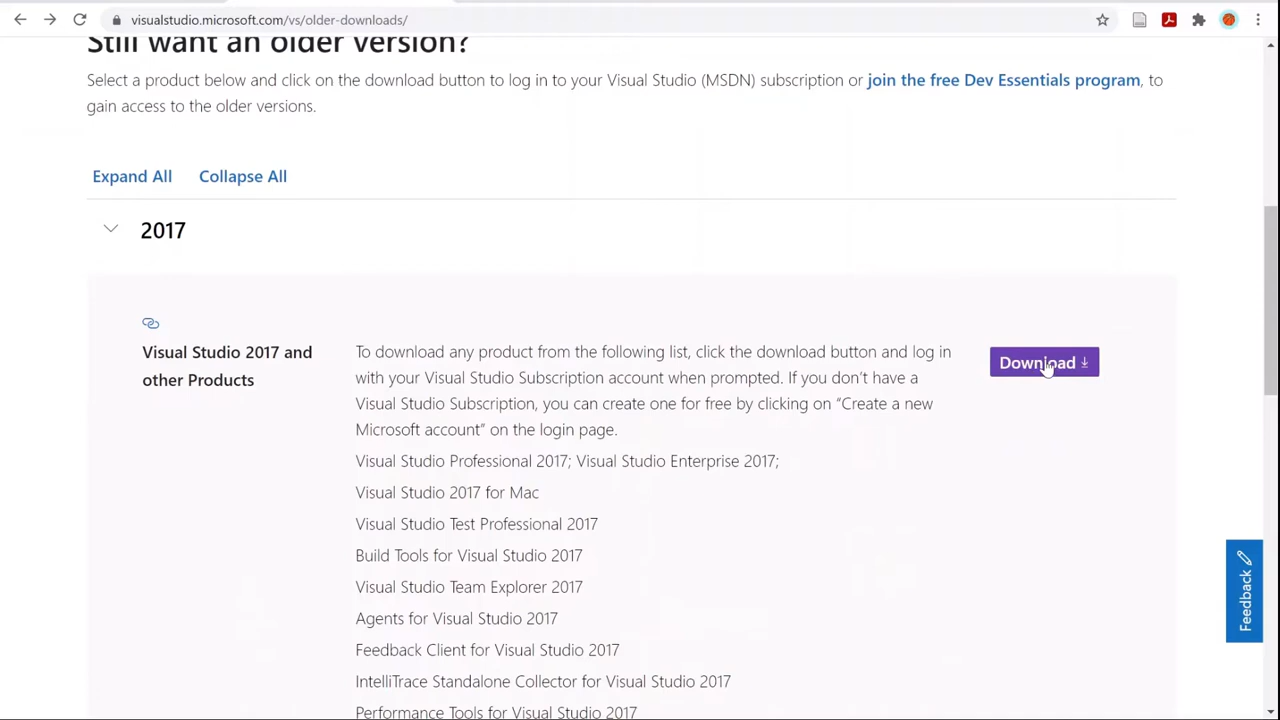 visualstudio.microsoft.com/vs/older-downloads/
Still want an older version?
Select a product below and click on the download button to log in to your Visual Studio (MSDN) subscription or join the free Dev Essentials program, to
gain access to the older versions.
Expand All Collapse All
2017
Visual Studio 2017 and
other Products
To download any product from the following list, click the download button and log in
with your Visual Studio Subscription account when prompted. If you don’t have a
Visual Studio Subscription, you can create one for free by clicking on “Create a new
Microsoft account” on the login page.
Visual Studio Professional 2017; Visual Studio Enterprise 2017;
Visual Studio 2017 for Mac
Visual Studio Test Professional 2017
Build Tools for Visual Studio 2017
Visual Studio Team Explorer 2017
Agents for Visual Studio 2017
Feedback Client for Visual Studio 2017
IntelliTrace Standalone Collector for Visual Studio 2017
Performance Tools for Visual Studio 2017
Download
Feedback